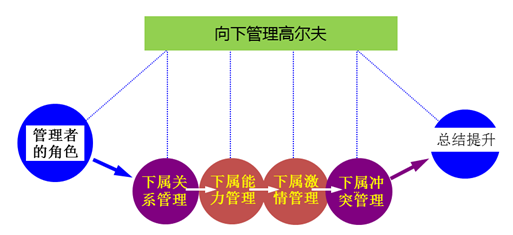 向下管理高尔夫
管理者
的角色
总结提升
下属关
系管理
下属能
力管理
下属激
情管理
下属冲
突管理